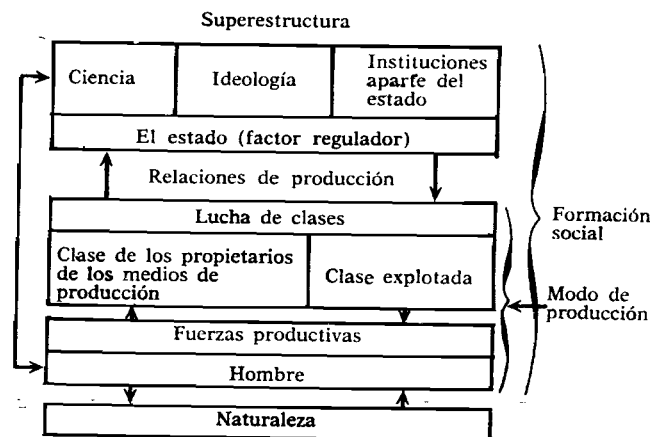 Superestructura
Ciencia
Ideología
Instituciones
aparte del
estado
El estado (factor regulador)
Relaciones de producción
Lucha de clases
Clase de los propietarios
de los medios de
producción
Clase explotada
Formación
social
Modo de
producción
Fuerzas productivas
Hombre
Naturaleza